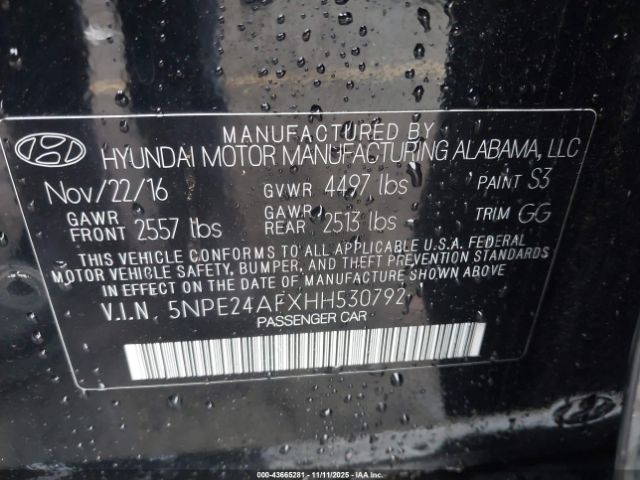 MANUFACTURED BY
HYUNDAI MOTOR MANUFACTURING ALABAMA, LLC
Nov/22/16 GVWR 4497 lbs PAINT S3
GAWR FRONT 2557 lbs GAWR REAR 2513 lbs TRIM GG
THIS VEHICLE CONFORMS TO ALL APPLICABLE U.S.A. FEDERAL
MOTOR VEHICLE SAFETY, BUMPER, AND THEFT PREVENTION STANDARDS
IN EFFECT ON THE DATE OF MANUFACTURE SHOWN ABOVE
V.I.N. 5NPE24AFXHH530792
PASSENGER CAR
000-43665281 - 11/11/2025 - IAA Inc.